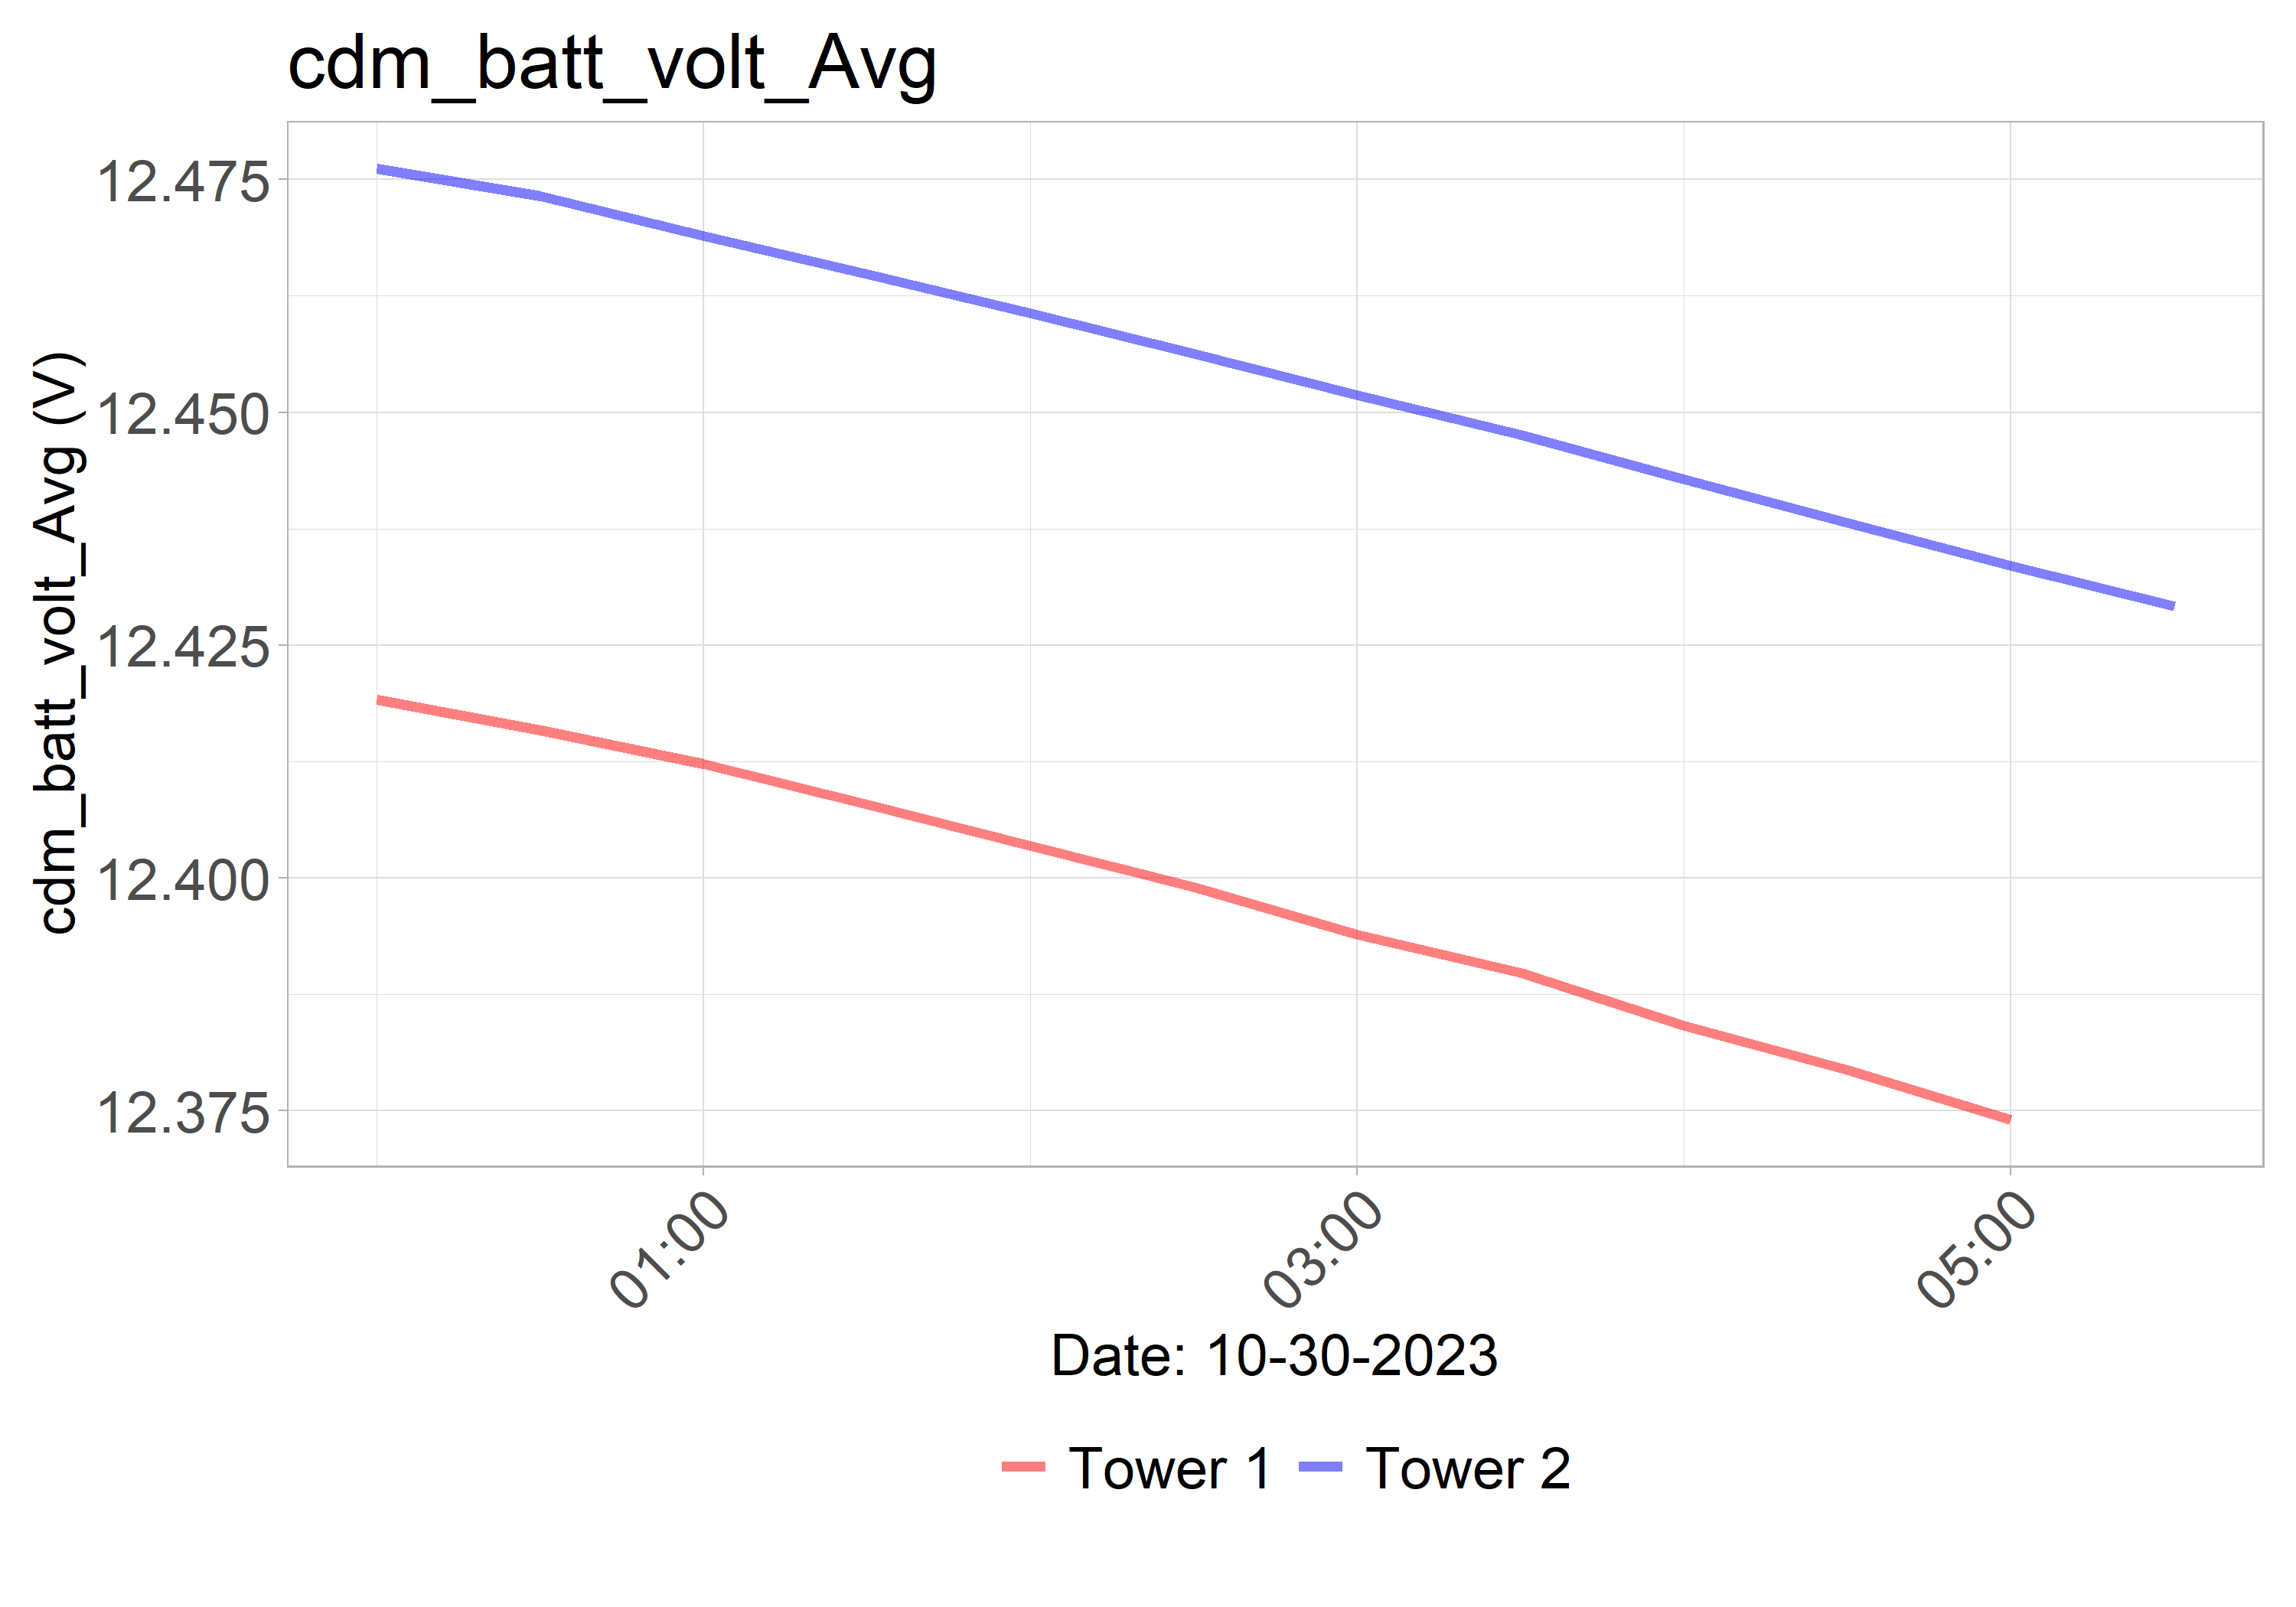 cdm_batt_volt_Avg
cdm_batt_volt_Avg (V)
12.475
12.450
12.425
12.400
12.375
01:00
03:00
05:00
Date: 10-30-2023
Tower 1
Tower 2